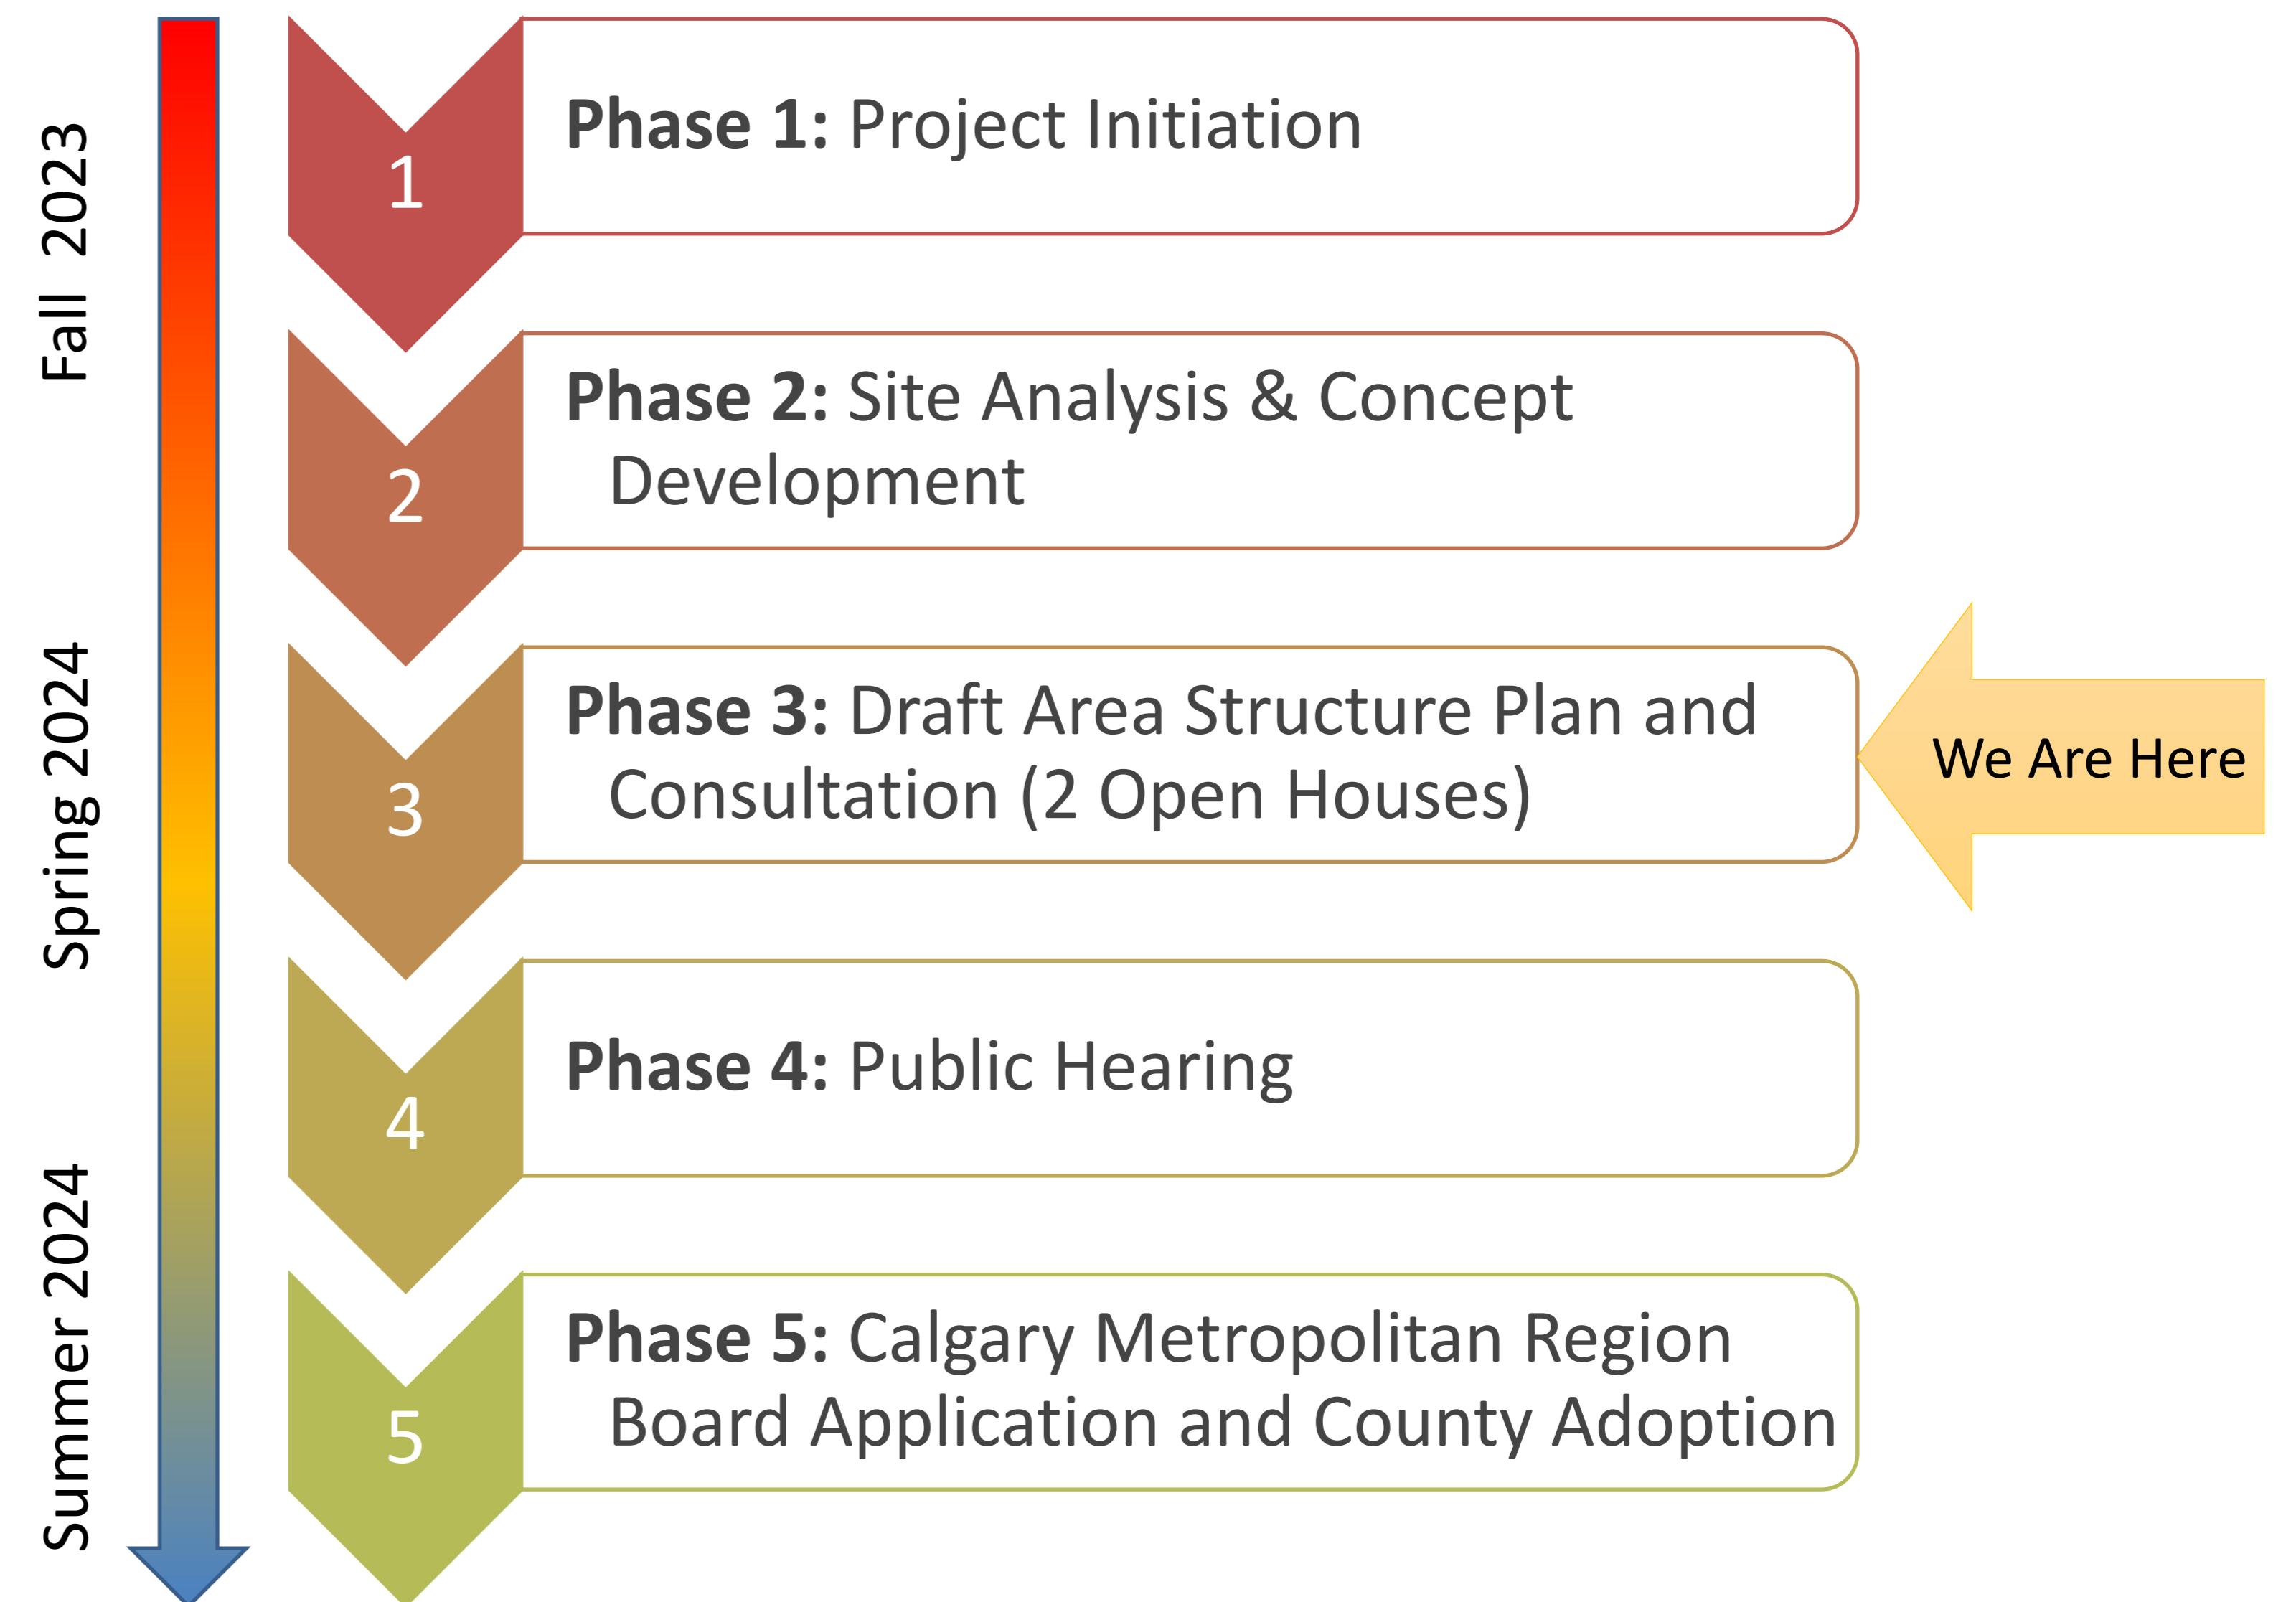 Fall 2023
Spring 2024
Summer 2024
1
Phase 1: Project Initiation
2
Phase 2: Site Analysis & Concept
Development
3
Phase 3: Draft Area Structure Plan and
Consultation (2 Open Houses)
We Are Here
4
Phase 4: Public Hearing
5
Phase 5: Calgary Metropolitan Region
Board Application and County Adoption